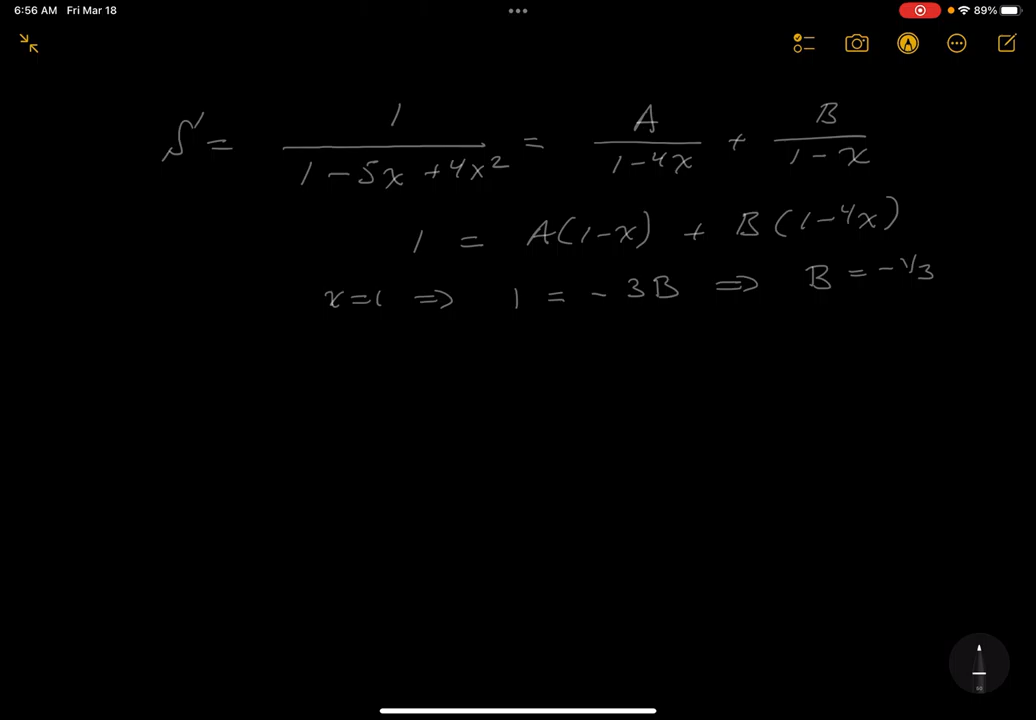 6:56 AM Fri Mar 18 89%
S = 1 / (1 - 5x + 4x²) = A / (1 - 4x) + B / (1 - x)
1 = A(1-x) + B(1-4x)
x=1 ⇒ 1 = -3B ⇒ B = -1/3
50